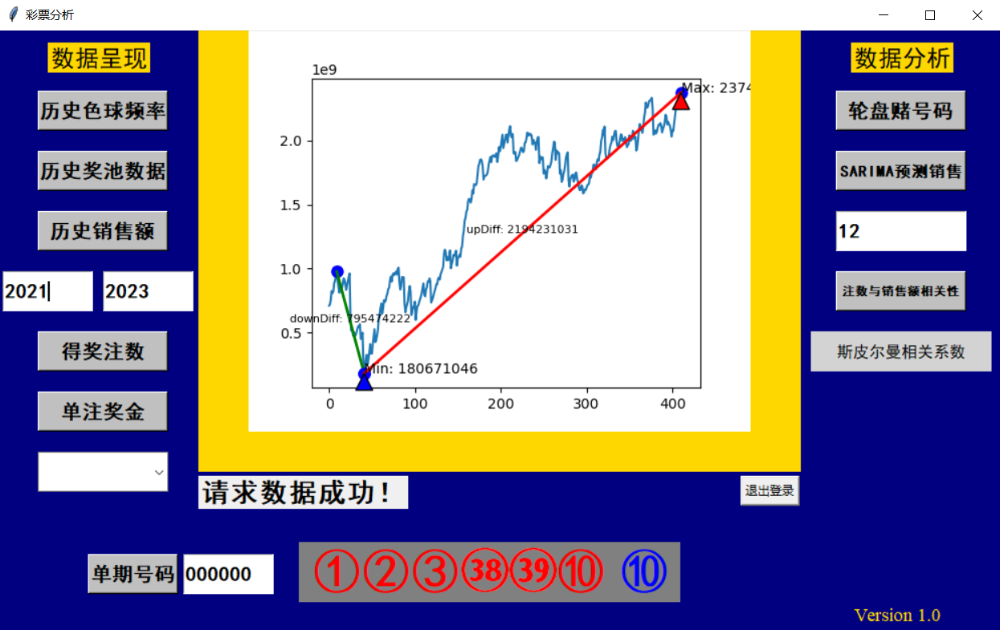 彩票分析
数据呈现
历史色球频率
历史奖池数据
历史销售额
2021 2023
得奖注数
单注奖金
1e9
Max: 2374
2.0
1.5
upDiff: 2194231031
1.0
downDiff: 795474222
0.5
Min: 180671046
0 100 200 300 400
请求数据成功！
退出登录
数据分析
轮盘赌号码
SARIMA预测销售
12
注数与销售额相关性
斯皮尔曼相关系数
单期号码 000000
① ② ③ ㊳ ㊴ ⑩ ⑩
Version 1.0